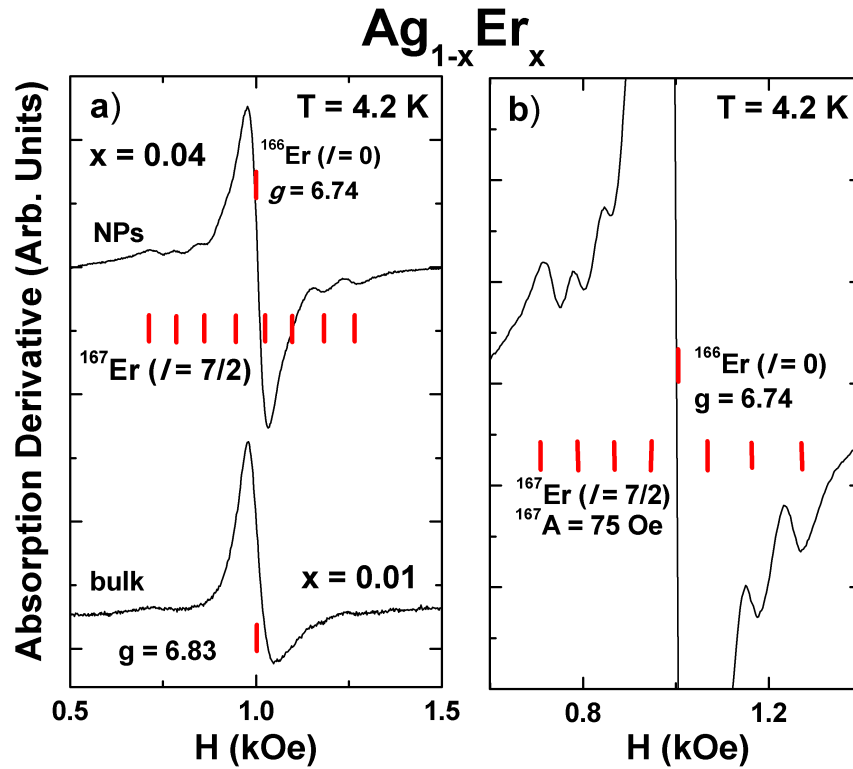 Ag1-xErx
a)
T = 4.2 K
x = 0.04
166Er (I = 0)
g = 6.74
NPs
167Er (I = 7/2)
bulk
x = 0.01
g = 6.83
0.5
1.0
1.5
H (kOe)
Absorption Derivative (Arb. Units)
b)
T = 4.2 K
166Er (I = 0)
g = 6.74
167Er (I = 7/2)
167A = 75 Oe
0.8
1.2
H (kOe)